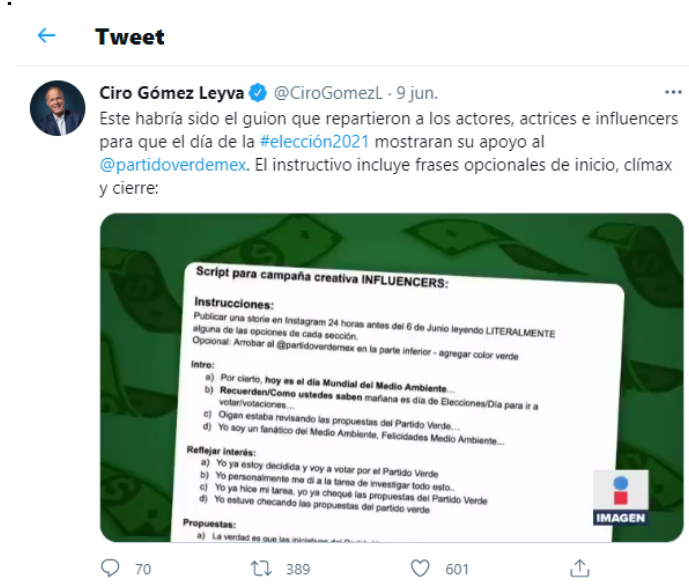 Tweet
Ciro Gómez Leyva @CiroGomezL · 9 jun.
Este habría sido el guion que repartieron a los actores, actrices e influencers
para que el día de la #elección2021 mostraran su apoyo al
@partidoverdemex. El instructivo incluye frases opcionales de inicio, clímax
y cierre:
Script para campaña creativa INFLUENCERS:
Instrucciones:
Publicar una storie en Instagram 24 horas antes del 6 de Junio leyendo LITERALMENTE
alguna de las opciones de cada sección.
Opcional: Arrobar al @partidoverdemex en la parte inferior - agregar color verde
Intro:
a) Por cierto, hoy es el día Mundial del Medio Ambiente...
b) Recuerden/Como ustedes saben mañana es día de Elecciones/Día para ir a
votar/votaciones...
c) Oigan estaba revisando las propuestas del Partido Verde...
d) Yo soy un fanático del Medio Ambiente, Felicidades Medio Ambiente...
Reflejar interés:
a) Yo ya estoy decidida y voy a votar por el Partido Verde
b) Yo personalmente me di a la tarea de investigar todo esto..
c) Yo ya hice mi tarea, yo ya chequé las propuestas del Partido Verde
d) Yo estuve checando las propuestas del partido verde
Propuestas:
a) La verdad es que las iniciativas del
IMAGEN
70 389 601